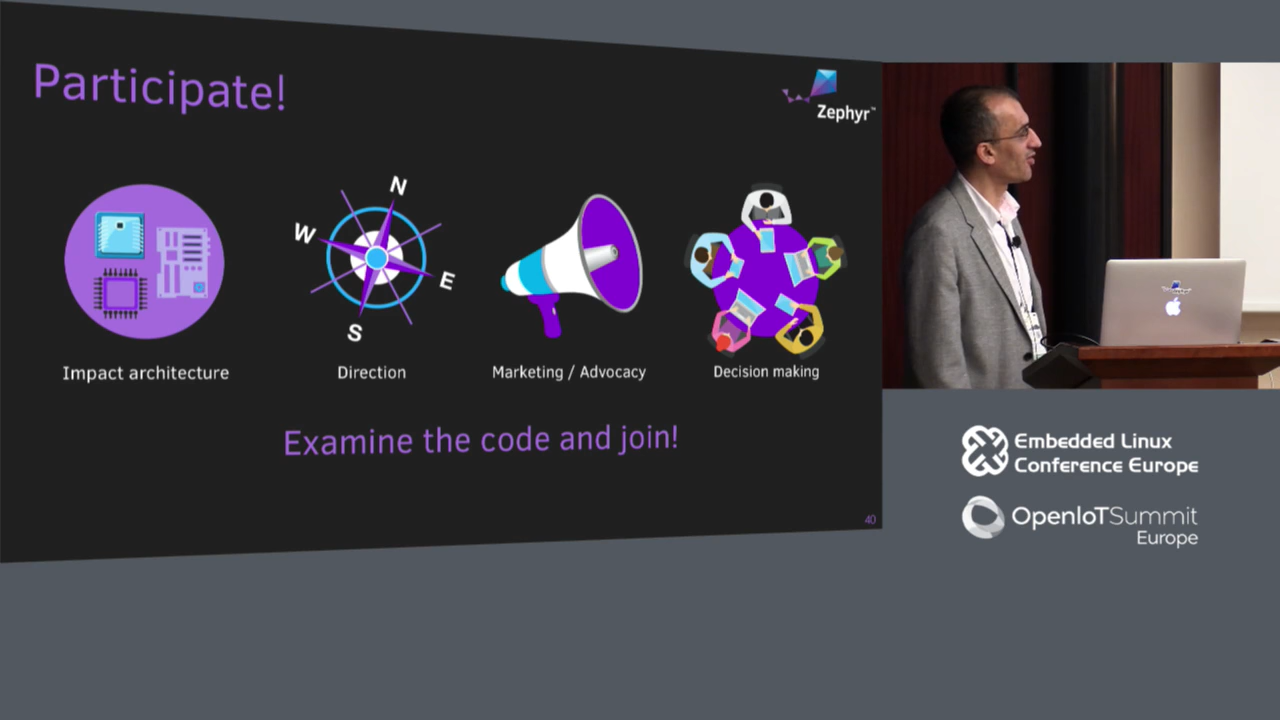 Participate!
Zephyr™
N
W
E
S
Impact architecture
Direction
Marketing / Advocacy
Decision making
Examine the code and join!
40
Embedded Linux
Conference Europe
OpenIoTSummit
Europe